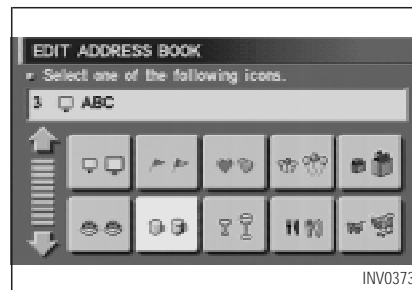 EDIT ADDRESS BOOK
Select one of the following icons.
3 ABC
INV0373